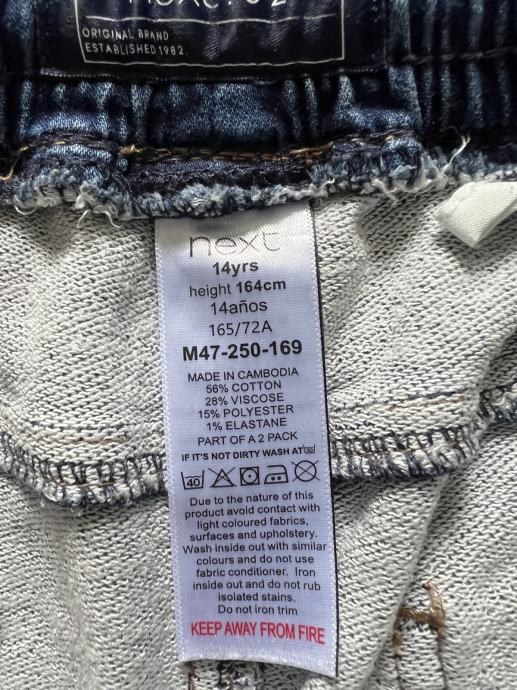 ORIGINAL BRAND
ESTABLISHED 1982.
next
14yrs
height 164cm
14años
165/72A
M47-250-169
MADE IN CAMBODIA
56% COTTON
28% VISCOSE
15% POLYESTER
1% ELASTANE
PART OF A 2 PACK
IF IT'S NOT DIRTY WASH AT
40
Due to the nature of this
product avoid contact with
light coloured fabrics,
surfaces and upholstery.
Wash inside out with similar
colours and do not use
fabric conditioner. Iron
inside out and do not rub
isolated stains.
Do not iron trim
KEEP AWAY FROM FIRE